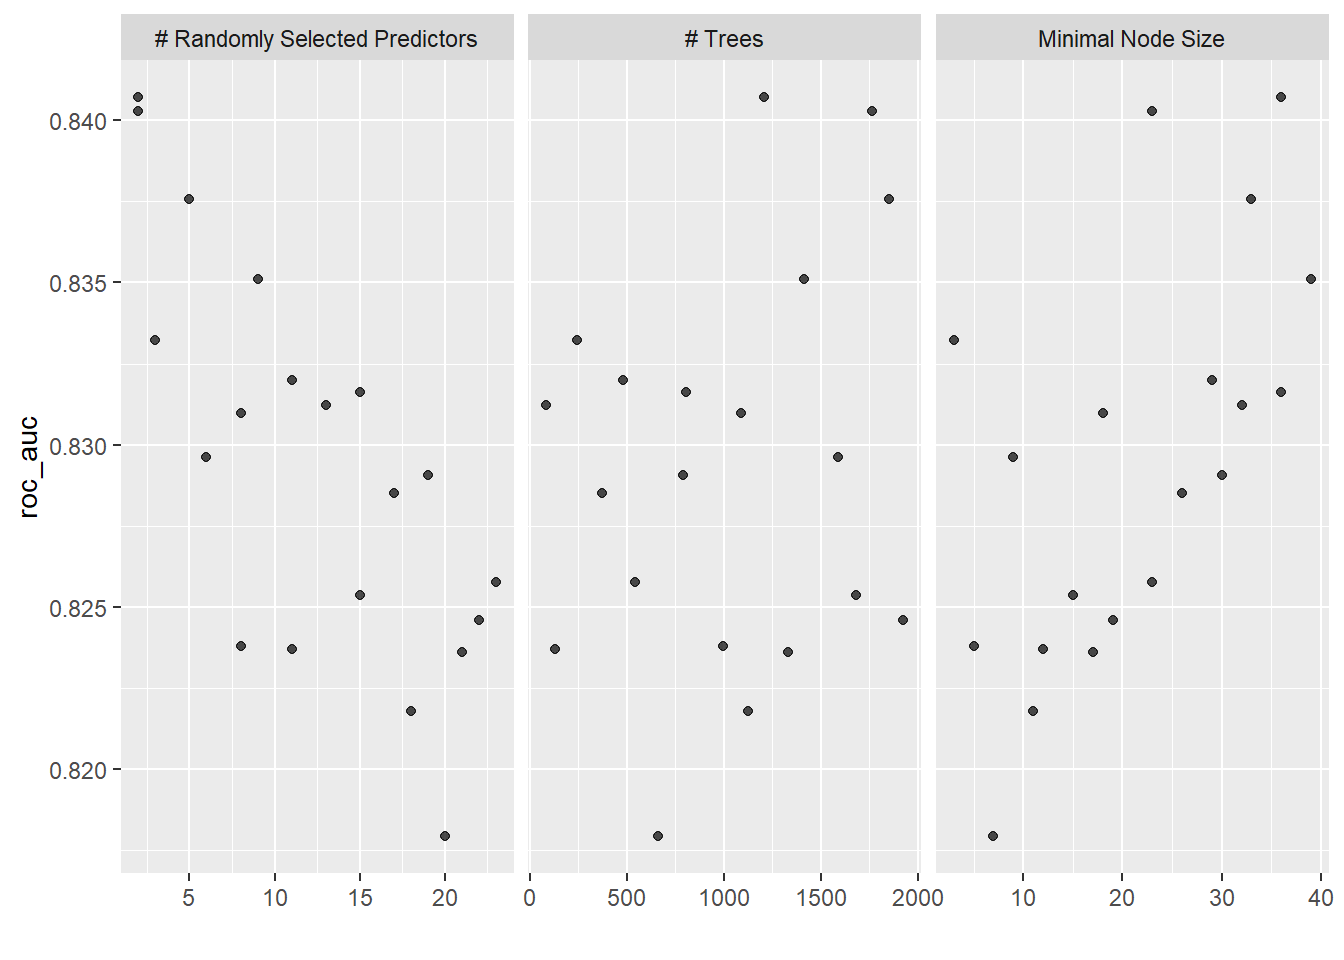 # Randomly Selected Predictors
# Trees
Minimal Node Size
roc_auc
0.840
0.835
0.830
0.825
0.820
5 10 15 20
0 500 1000 1500 2000
10 20 30 40